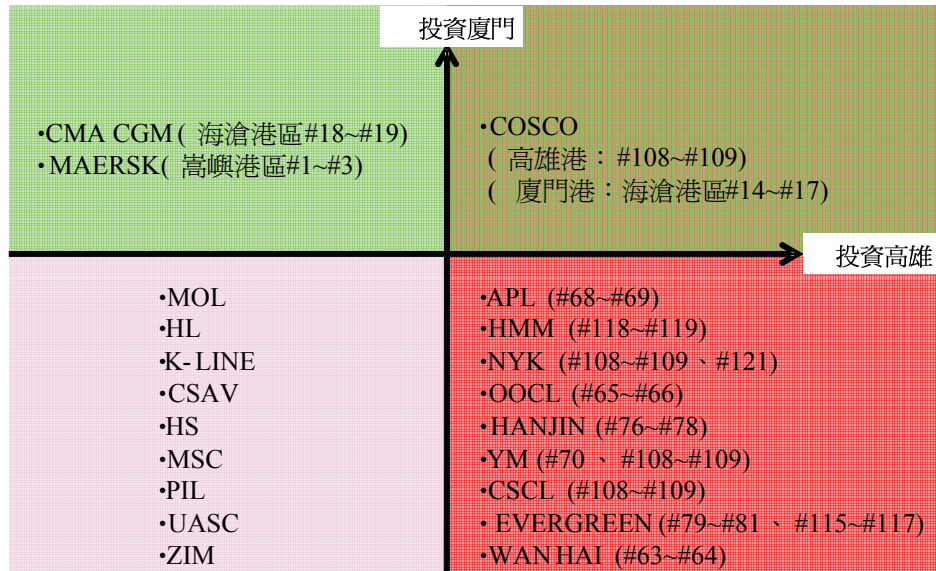 投資廈門
•CMA CGM ( 海滄港區#18~#19)
•MAERSK( 嵩嶼港區#1~#3)
•COSCO
( 高雄港：#108~#109)
( 廈門港：海滄港區#14~#17)
投資高雄
•MOL
•HL
•K-LINE
•CSAV
•HS
•MSC
•PIL
•UASC
•ZIM
•APL (#68~#69)
•HMM (#118~#119)
•NYK (#108~#109、#121)
•OOCL (#65~#66)
•HANJIN (#76~#78)
•YM (#70 、 #108~#109)
•CSCL (#108~#109)
• EVERGREEN (#79~#81 、 #115~#117)
•WAN HAI (#63~#64)